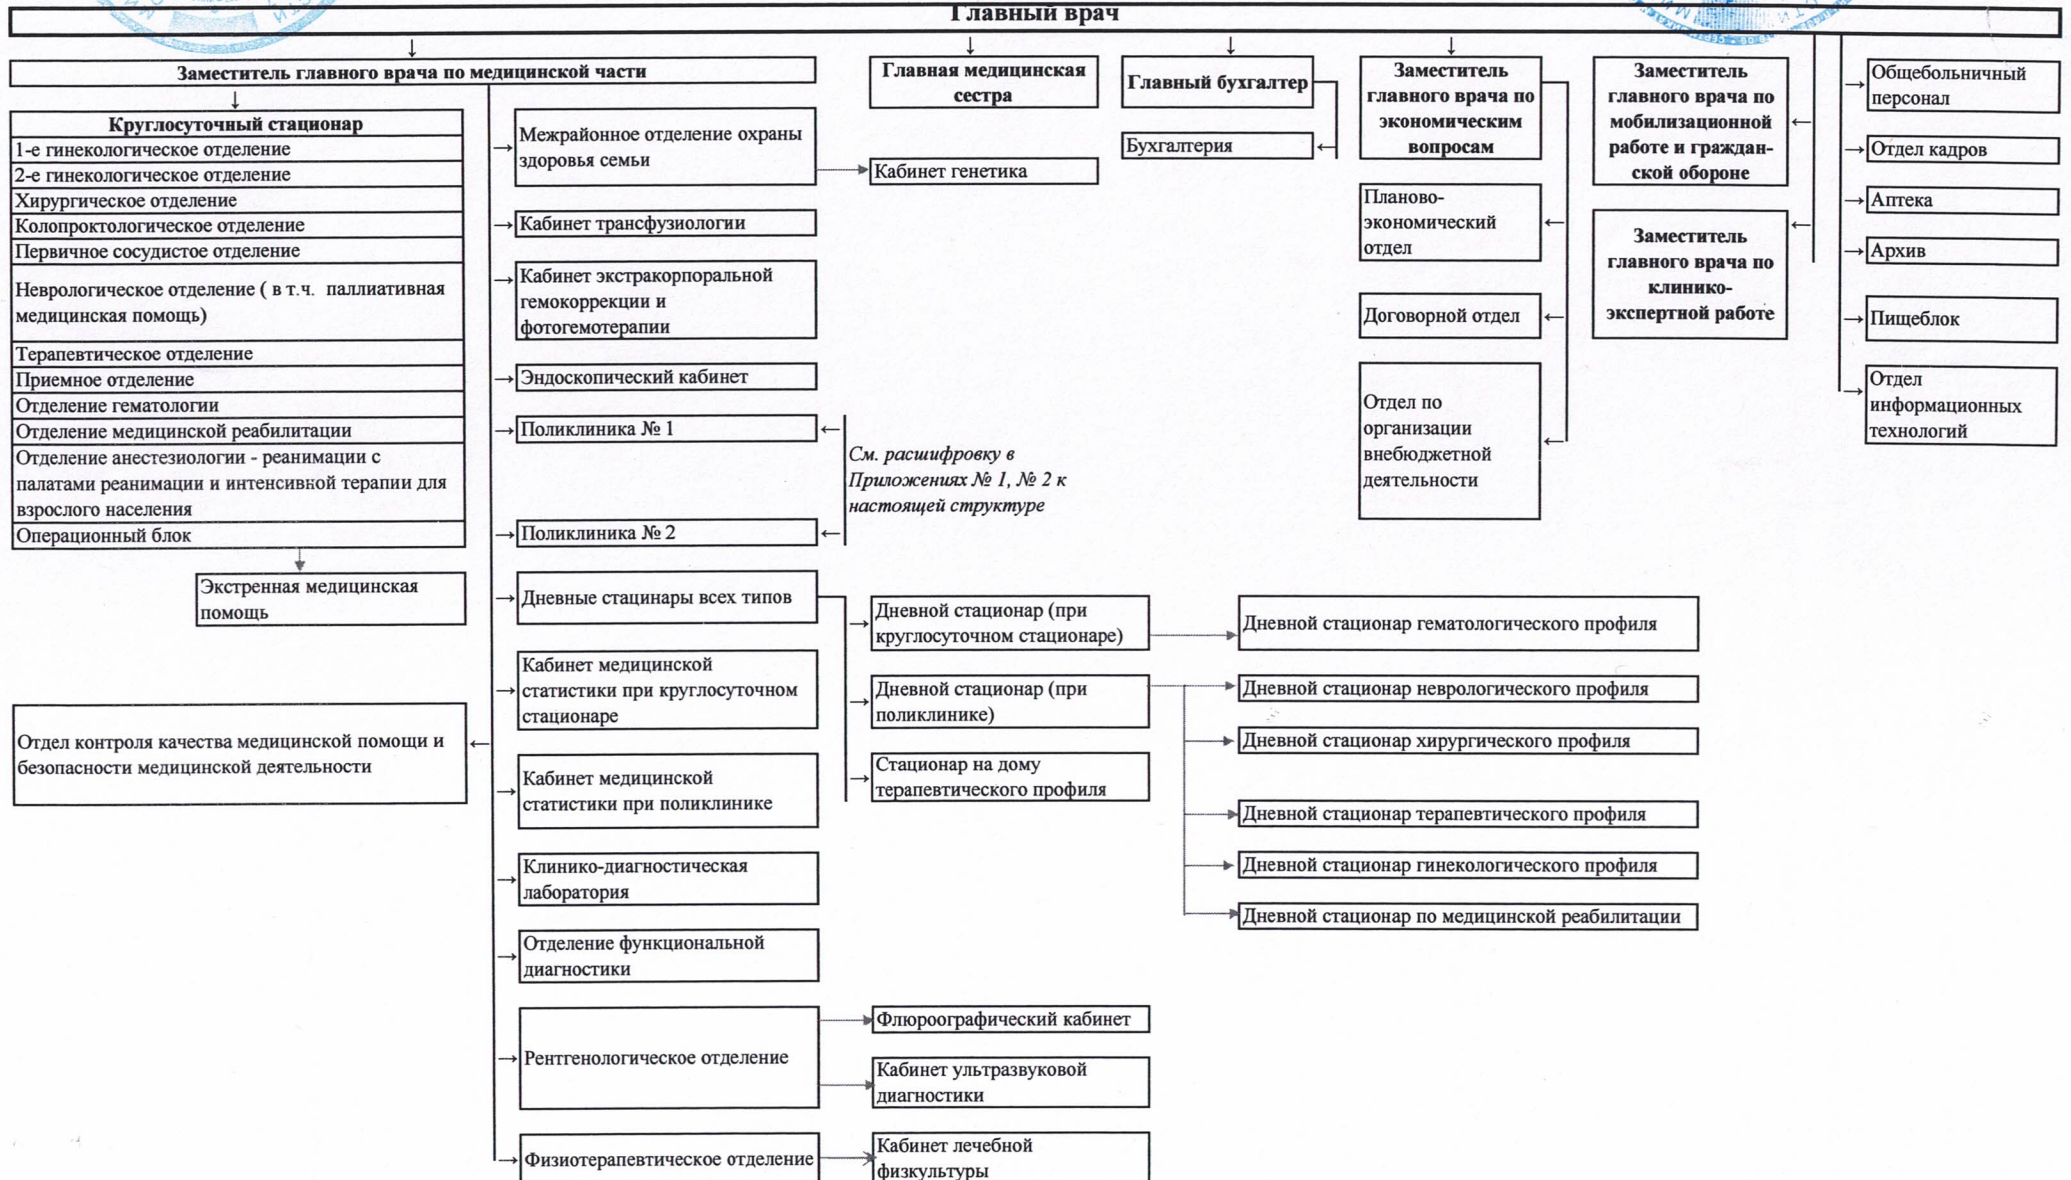 Главный врач
Заместитель главного врача по медицинской части
Круглосуточный стационар
1-е гинекологическое отделение
2-е гинекологическое отделение
Хирургическое отделение
Колопроктологическое отделение
Первичное сосудистое отделение
Неврологическое отделение ( в т.ч. паллиативная
медицинская помощь)
Терапевтическое отделение
Приемное отделение
Отделение гематологии
Отделение медицинской реабилитации
Отделение анестезиологии - реанимации с
палатами реанимации и интенсивной терапии для
взрослого населения
Операционный блок
Экстренная медицинская
помощь
Отдел контроля качества медицинской помощи и
безопасности медицинской деятельности
Межрайонное отделение охраны
здоровья семьи
Кабинет трансфузиологии
Кабинет экстракорпоральной
гемокоррекции и
фотогемотерапии
Эндоскопический кабинет
Поликлиника № 1
Поликлиника № 2
Дневные стацинары всех типов
Кабинет медицинской
статистики при круглосуточном
стационаре
Кабинет медицинской
статистики при поликлинике
Клинико-диагностическая
лаборатория
Отделение функциональной
диагностики
Рентгенологическое отделение
Физиотерапевтическое отделение
Главная медицинская
сестра
Кабинет генетика
См. расшифровку в
Приложениях № 1, № 2 к
настоящей структуре
Дневной стационар (при
круглосуточном стационаре)
Дневной стационар (при
поликлинике)
Стационар на дому
терапевтического профиля
Флюроографический кабинет
Кабинет ультразвуковой
диагностики
Кабинет лечебной
физкультуры
Дневной стационар гематологического профиля
Дневной стационар неврологического профиля
Дневной стационар хирургического профиля
Дневной стационар терапевтического профиля
Дневной стационар гинекологического профиля
Дневной стационар по медицинской реабилитации
Главный бухгалтер
Бухгалтерия
Заместитель
главного врача по
экономическим
вопросам
Планово-
экономический
отдел
Договорной отдел
Отдел по
организации
внебюджетной
деятельности
Заместитель
главного врача по
мобилизационной
работе и граждан-
ской обороне
Заместитель
главного врача по
клинико-
экспертной работе
Общебольничный
персонал
Отдел кадров
Аптека
Архив
Пищеблок
Отдел
информационных
технологий